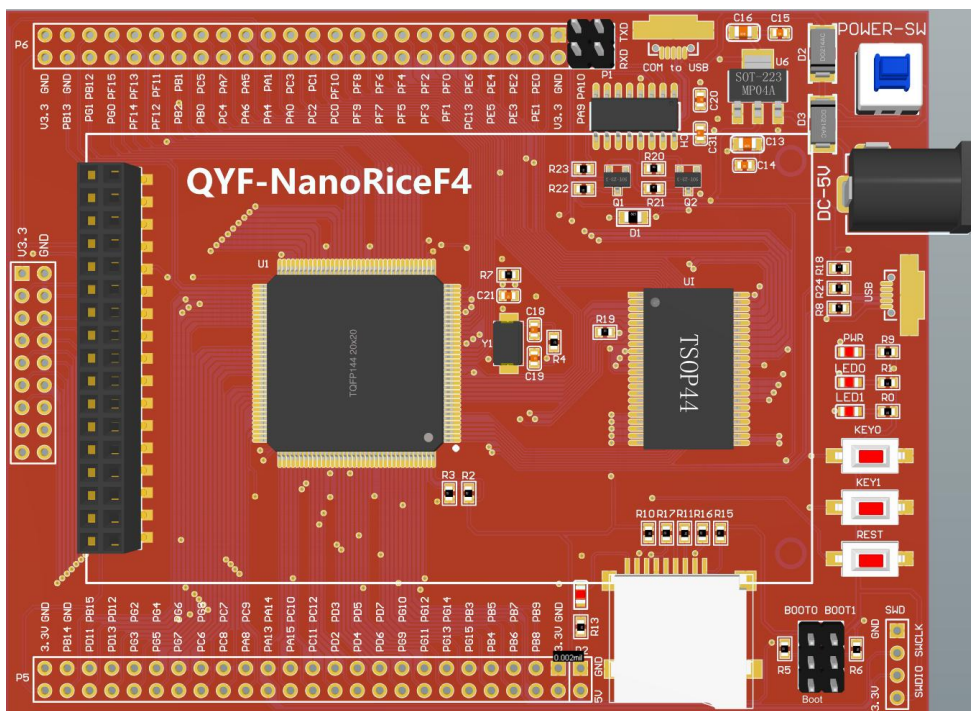 P6
GND GND PB12 PF15 PF13 PF11 PB1 PC5 PA7 PA5 PA1 PC3 PC1 PF10 PF8 PF6 PF4 PF2 PF0 PE6 PE4 PE2 PE0 GND PA10
V3.3 PB13 PG1 PG0 PF14 PF12 PB2 PB0 PC4 PA6 PA4 PA0 PC2 PC0 PF9 PF7 PF5 PF3 PF1 PC13 PE5 PE3 PE1 V3.3 PA9
TXD
RXD
P1
COM to USB
C16 C15
U6
SOT-223
MP04A
D2
POWER-SW
C20
C31
C13
C14
D3
DC-5V
QYF-NanoRiceF4
R23
R22
Q1
R20
R21
Q2
D1
V3.3
GND
U1
TQFP144 20x20
R7
C21
C18
Y1
R4
C19
R19
UI
TSOP44
R18
R24
R8
USB
PWR R9
LED0 R1
LED1 R0
KEY0
KEY1
REST
R3 R2
R10 R17 R11 R16 R15
GND GND PB15 PD12 PG2 PG4 PG6 PG8 PC7 PC9 PA14 PC10 PC12 PD3 PD5 PD7 PG10 PG12 PG14 PB3 PB5 PB7 PB9 GND
3.3V PB14 PD11 PD13 PG3 PG5 PG7 PC6 PC8 PA8 PA13 PA15 PC11 PD2 PD4 PD6 PG9 PG11 PG13 PG15 PB4 PB6 PB8 3.3V
R13
P5
0.002mil
GND
5V
BOOT0 BOOT1
R5
R6
Boot
SWD
GND
SWCLK
SWDIO
3.3V